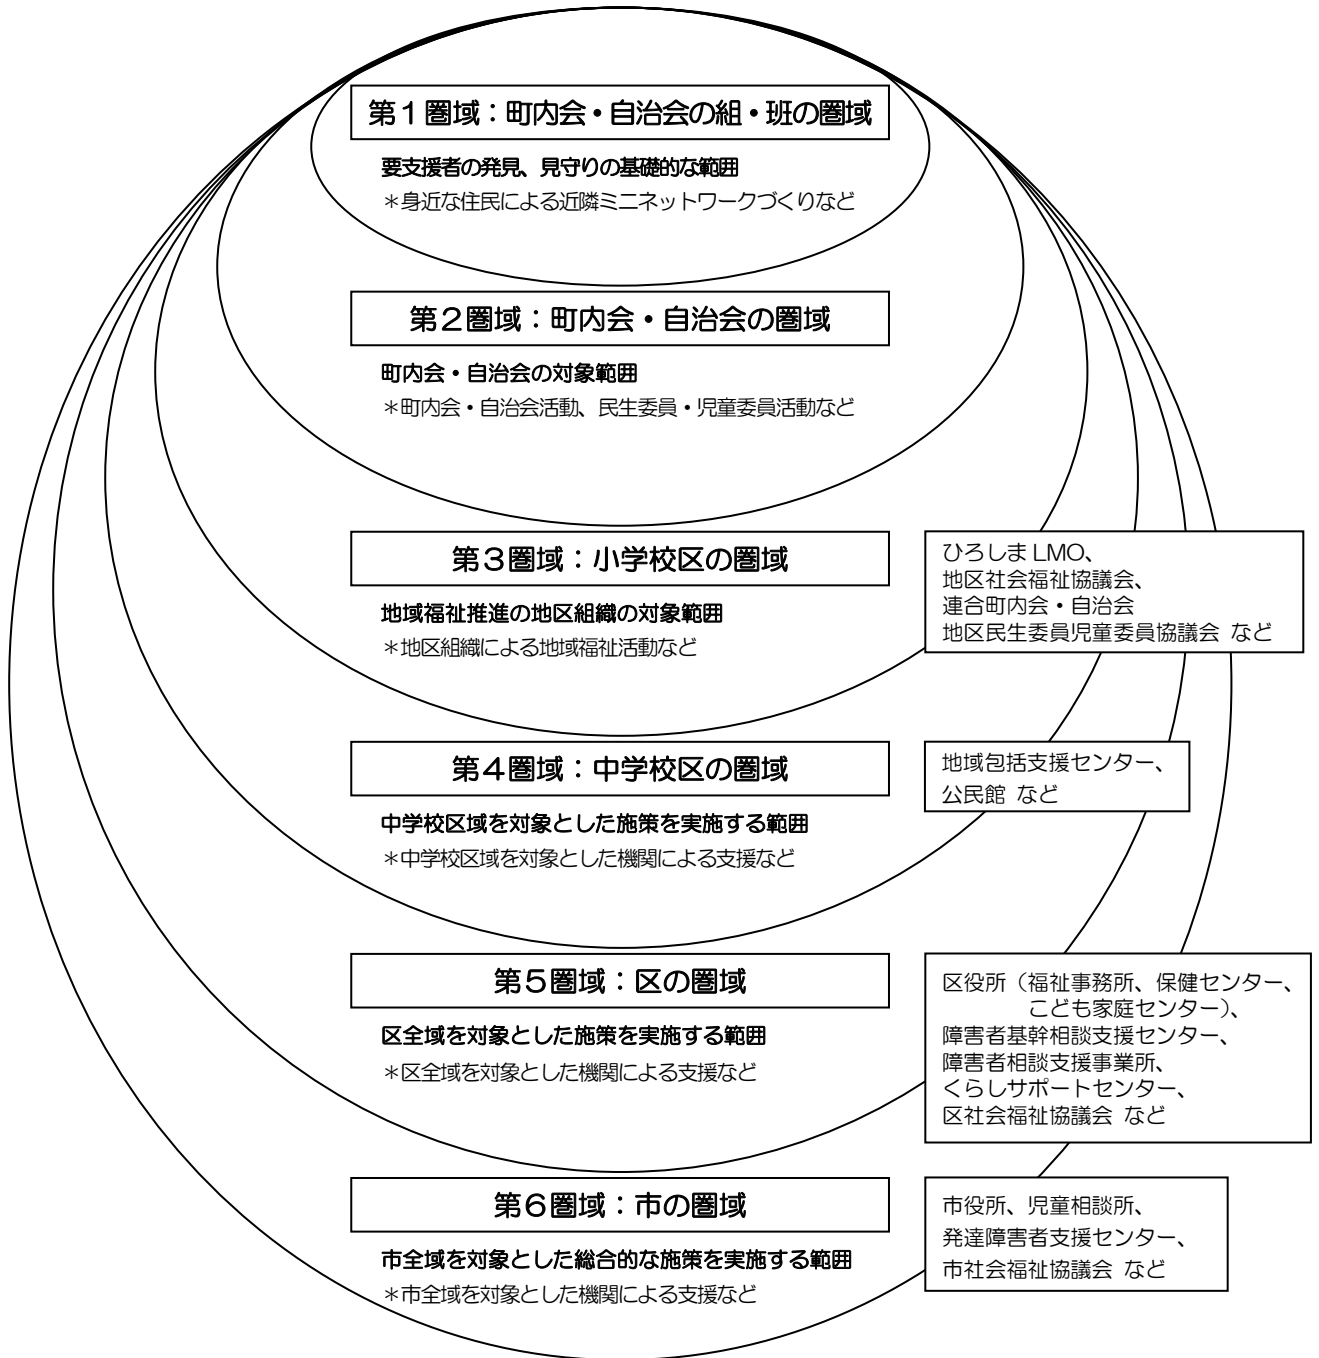 第1圏域：町内会・自治会の組・班の圏域
要支援者の発見、見守りの基礎的な範囲
＊身近な住民による近隣ミニネットワークづくりなど
第2圏域：町内会・自治会の圏域
町内会・自治会の対象範囲
＊町内会・自治会活動、民生委員・児童委員活動など
第3圏域：小学校区の圏域
地域福祉推進の地区組織の対象範囲
＊地区組織による地域福祉活動など
ひろしま LMO、
地区社会福祉協議会、
連合町内会・自治会
地区民生委員児童委員協議会 など
第4圏域：中学校区の圏域
中学校区域を対象とした施策を実施する範囲
＊中学校区域を対象とした機関による支援など
地域包括支援センター、
公民館 など
第5圏域：区の圏域
区全域を対象とした施策を実施する範囲
＊区全域を対象とした機関による支援など
区役所（福祉事務所、保健センター、
こども家庭センター）、
障害者基幹相談支援センター、
障害者相談支援事業所、
くらしサポートセンター、
区社会福祉協議会 など
第6圏域：市の圏域
市全域を対象とした総合的な施策を実施する範囲
＊市全域を対象とした機関による支援など
市役所、児童相談所、
発達障害者支援センター、
市社会福祉協議会 など